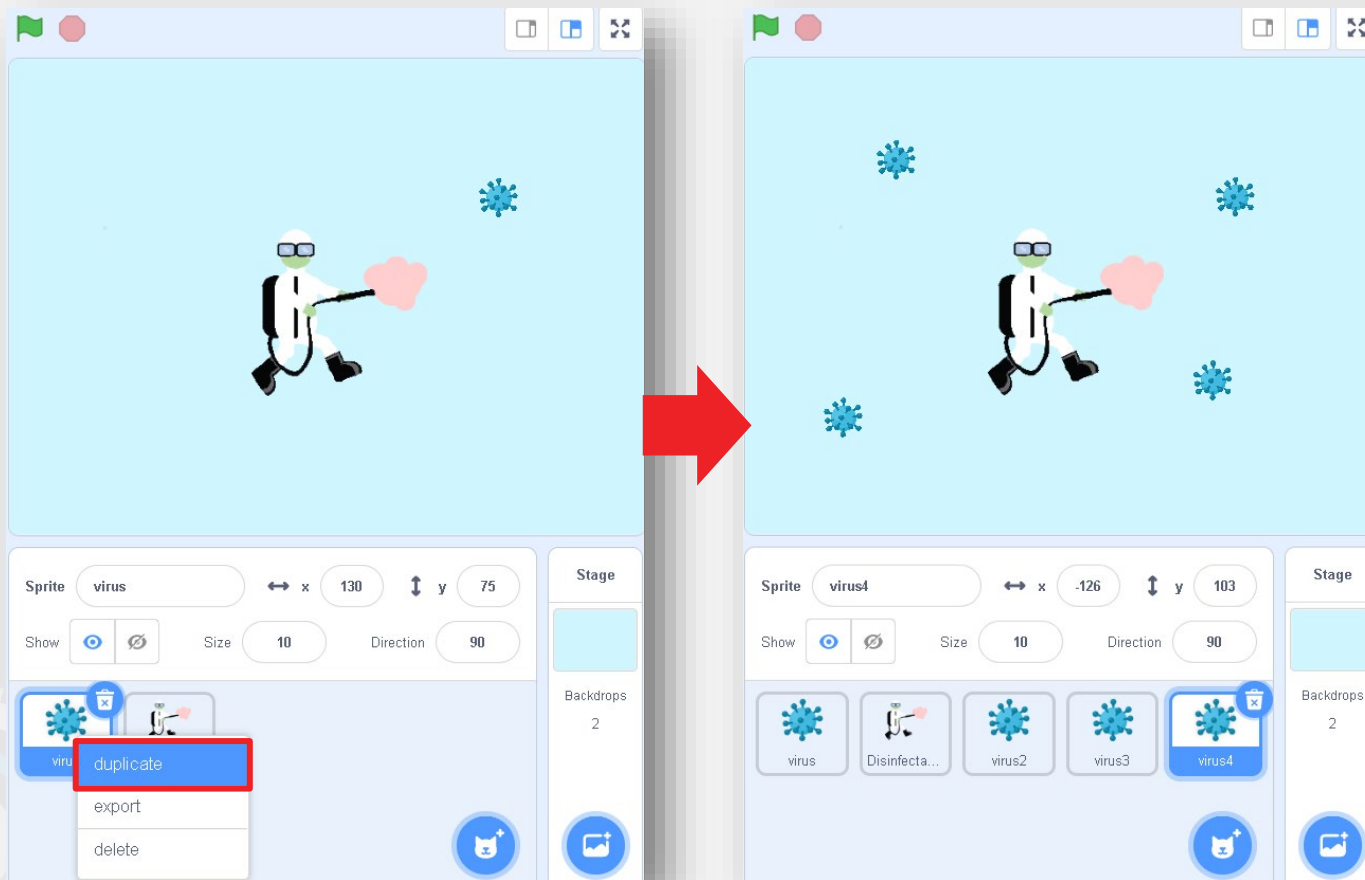 Sprite virus x 130 y 75
Show Size 10 Direction 90
Stage
Backdrops
2
viru
duplicate
export
delete
Sprite virus4 x -126 y 103
Show Size 10 Direction 90
Stage
Backdrops
2
virus Disinfecta... virus2 virus3 virus4